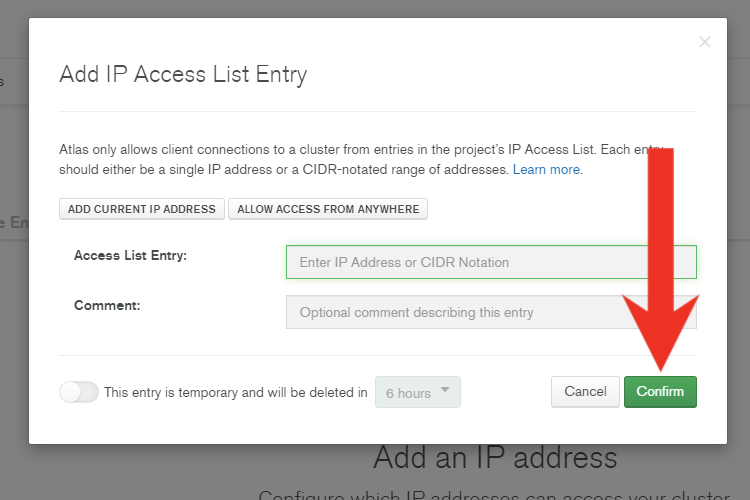 Add IP Access List Entry
Atlas only allows client connections to a cluster from entries in the project's IP Access List. Each entry
should either be a single IP address or a CIDR-notated range of addresses. Learn more.
ADD CURRENT IP ADDRESS ALLOW ACCESS FROM ANYWHERE
Access List Entry: Enter IP Address or CIDR Notation
Comment: Optional comment describing this entry
This entry is temporary and will be deleted in 6 hours Cancel Confirm
Add an IP address
Configure which IP addresses can access your cluster